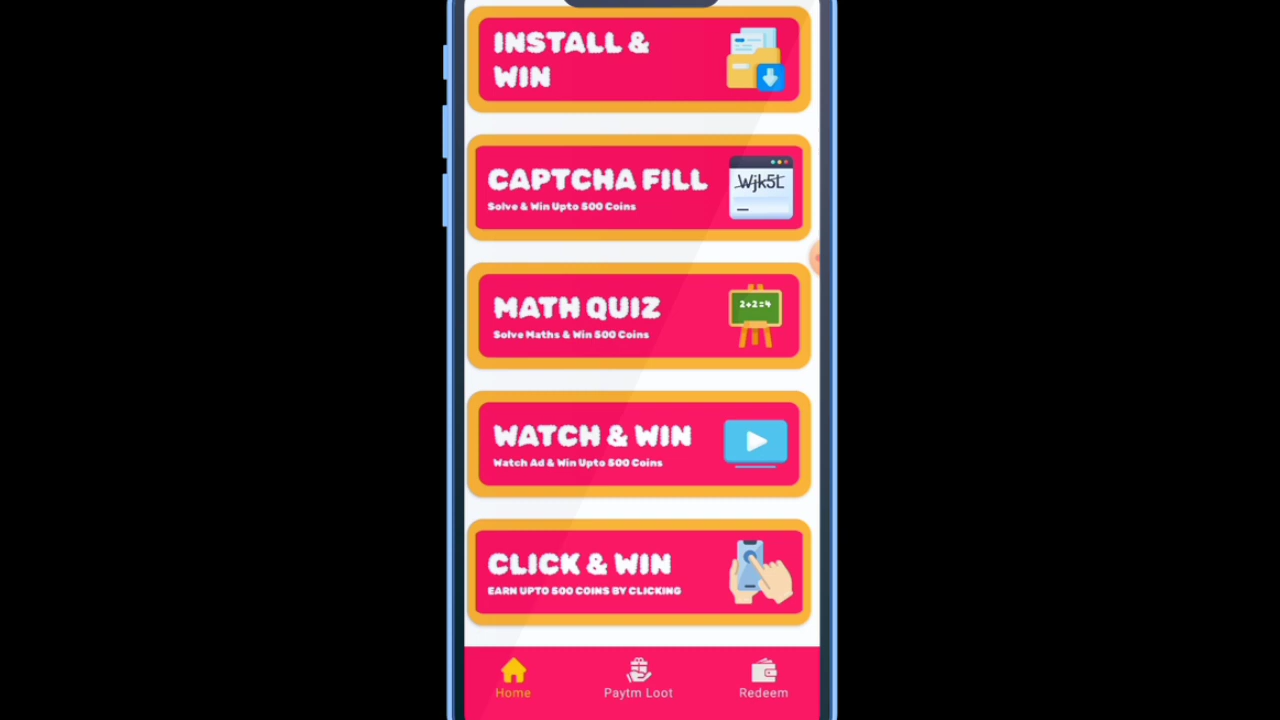 INSTALL &
WIN
CAPTCHA FILL
Solve & Win Upto 500 Coins
Wjk5L
MATH QUIZ
Solve Maths & Win 500 Coins
2+2=4
WATCH & WIN
Watch Ad & Win Upto 500 Coins
CLICK & WIN
EARN UPTO 500 COINS BY CLICKING
Home
Paytm Loot
Redeem